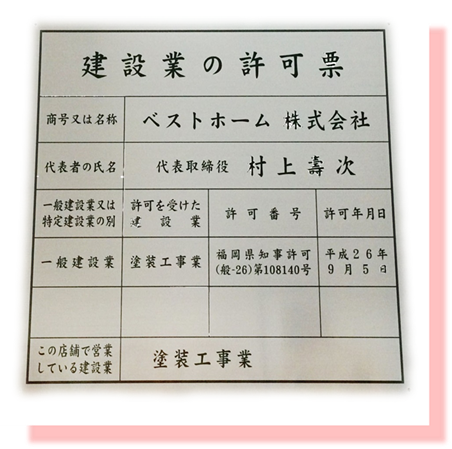 建設業の許可票
商号又は名称 ベストホーム 株式会社
代表者の氏名 代表取締役 村上壽次
一般建設業又は
特定建設業の別
許可を受けた
建設業
許可番号
許可年月日
一般建設業
塗装工事業
福岡県知事許可
(般-26)第108140号
平成26年
9月5日
この店舗で営業
している建設業
塗装工事業